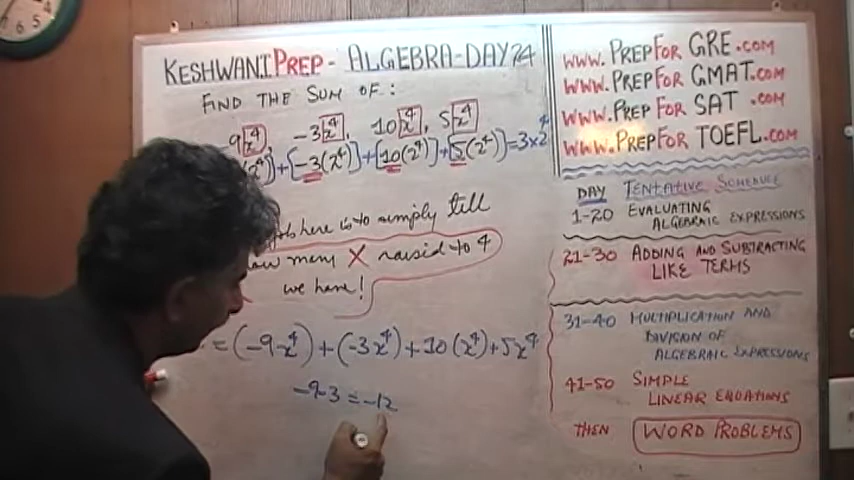 KESHWANI PREP - ALGEBRA-DAY 24
FIND THE SUM OF:
-9x⁴, -3x⁴, 10x⁴, 5x⁴
(x⁴)]+[-3(x⁴)]+[10(x⁴)]+[5(x⁴)]=3x2⁴
here is to simply tell
how many X raised to 4
we have!
=(-9x⁴)+(-3x⁴)+10(x⁴)+5x⁴
-9-3=-12
WWW.PREPFOR GRE.COM
WWW.PREPFOR GMAT.COM
WWW.PREP FOR SAT.COM
WWW.PREPFOR TOEFL.COM
DAY TENTATIVE SCHEDULE
1-20 EVALUATING
ALGEBRAIC EXPRESSIONS
21-30 ADDING AND SUBTRACTING
LIKE TERMS
31-40 MULTIPLICATION AND
DIVISION OF
ALGEBRAIC EXPRESSIONS
41-50 SIMPLE
LINEAR EQUATIONS
THEN WORD PROBLEMS
6 5 4